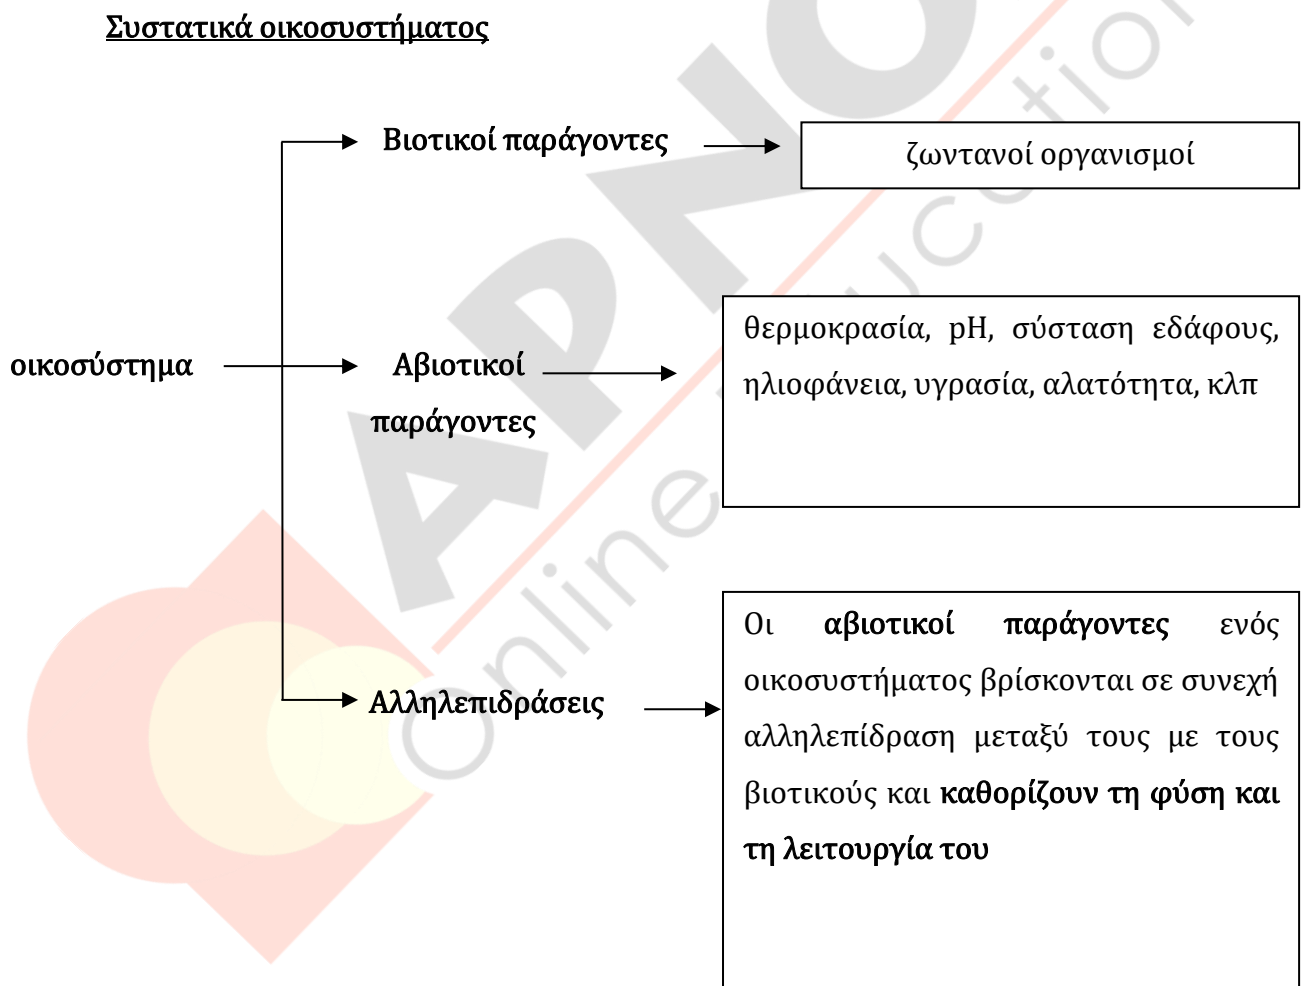 Συστατικά οικοσυστήματος
Βιοτικοί παράγοντες
ζωντανοί οργανισμοί
οικοσύστημα
Αβιοτικοί
παράγοντες
θερμοκρασία, pH, σύσταση εδάφους,
ηλιοφάνεια, υγρασία, αλατότητα, κλπ
Αλληλεπιδράσεις
Οι αβιοτικοί παράγοντες ενός
οικοσυστήματος βρίσκονται σε συνεχή
αλληλεπίδραση μεταξύ τους με τους
βιοτικούς και καθορίζουν τη φύση και
τη λειτουργία του
Online